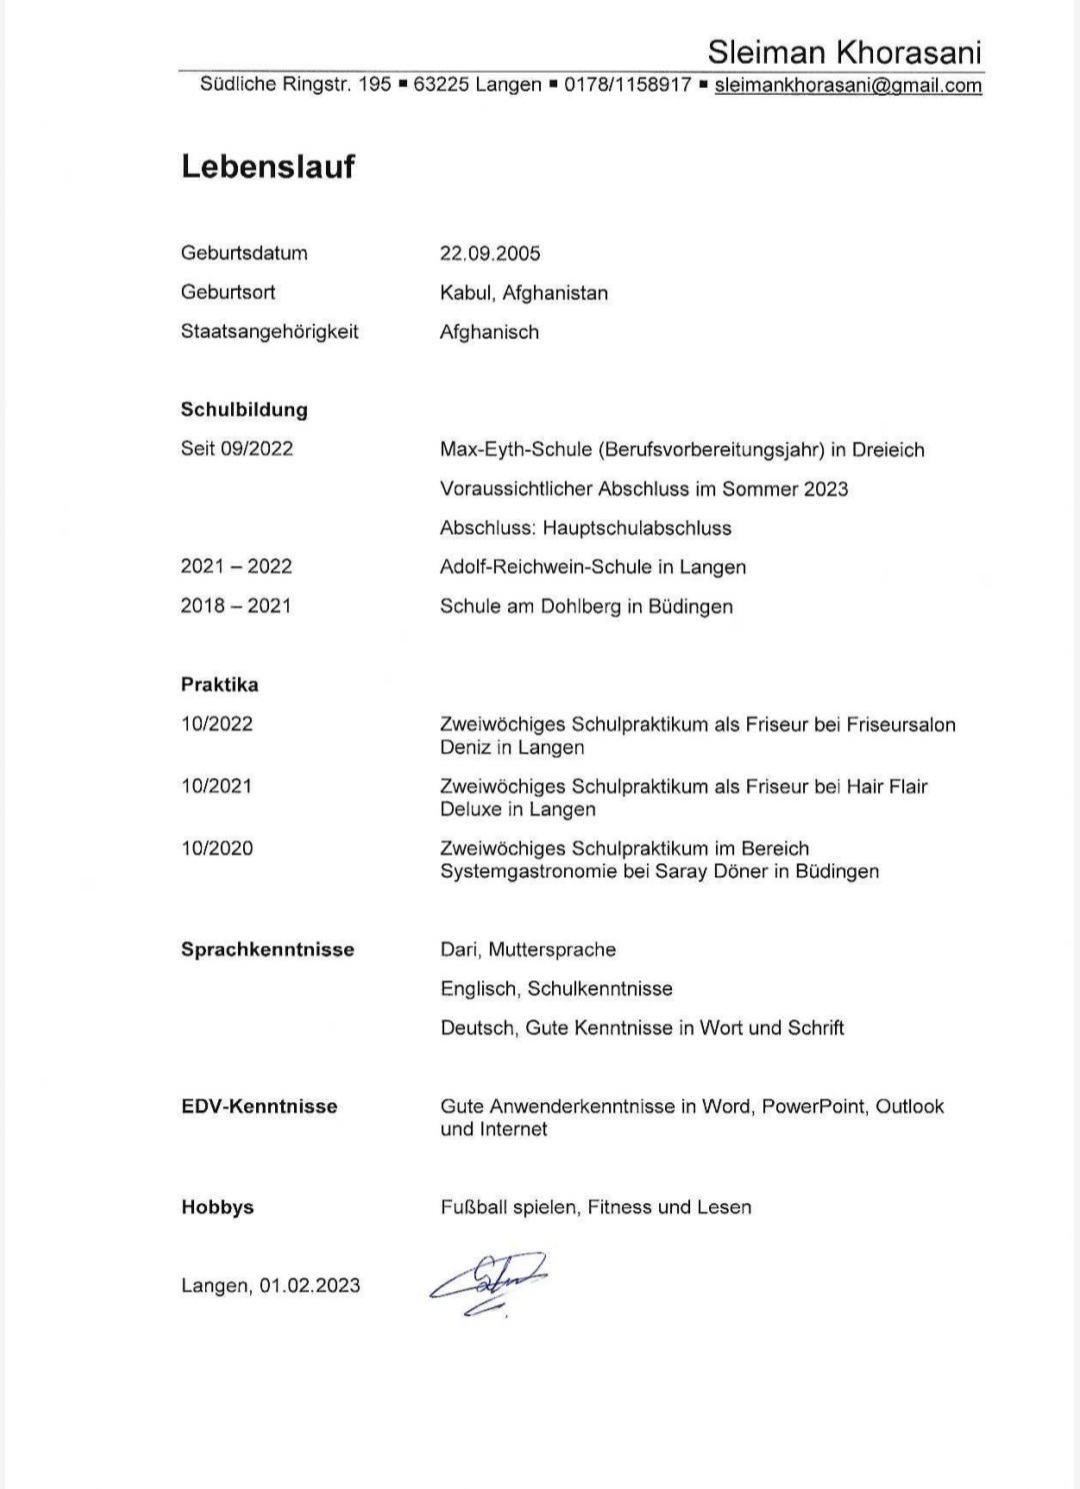 Sleiman Khorasani
Südliche Ringstr. 195 ▪ 63225 Langen ▪ 0178/1158917 ▪ sleimankhorasani@gmail.com
Lebenslauf
Geburtsdatum 22.09.2005
Geburtsort Kabul, Afghanistan
Staatsangehörigkeit Afghanisch
Schulbildung
Seit 09/2022 Max-Eyth-Schule (Berufsvorbereitungsjahr) in Dreieich
Voraussichtlicher Abschluss im Sommer 2023
Abschluss: Hauptschulabschluss
2021 – 2022 Adolf-Reichwein-Schule in Langen
2018 – 2021 Schule am Dohlberg in Büdingen
Praktika
10/2022 Zweiwöchiges Schulpraktikum als Friseur bei Friseursalon
Deniz in Langen
10/2021 Zweiwöchiges Schulpraktikum als Friseur bei Hair Flair
Deluxe in Langen
10/2020 Zweiwöchiges Schulpraktikum im Bereich
Systemgastronomie bei Saray Döner in Büdingen
Sprachkenntnisse Dari, Muttersprache
Englisch, Schulkenntnisse
Deutsch, Gute Kenntnisse in Wort und Schrift
EDV-Kenntnisse Gute Anwenderkenntnisse in Word, PowerPoint, Outlook
und Internet
Hobbys Fußball spielen, Fitness und Lesen
Langen, 01.02.2023